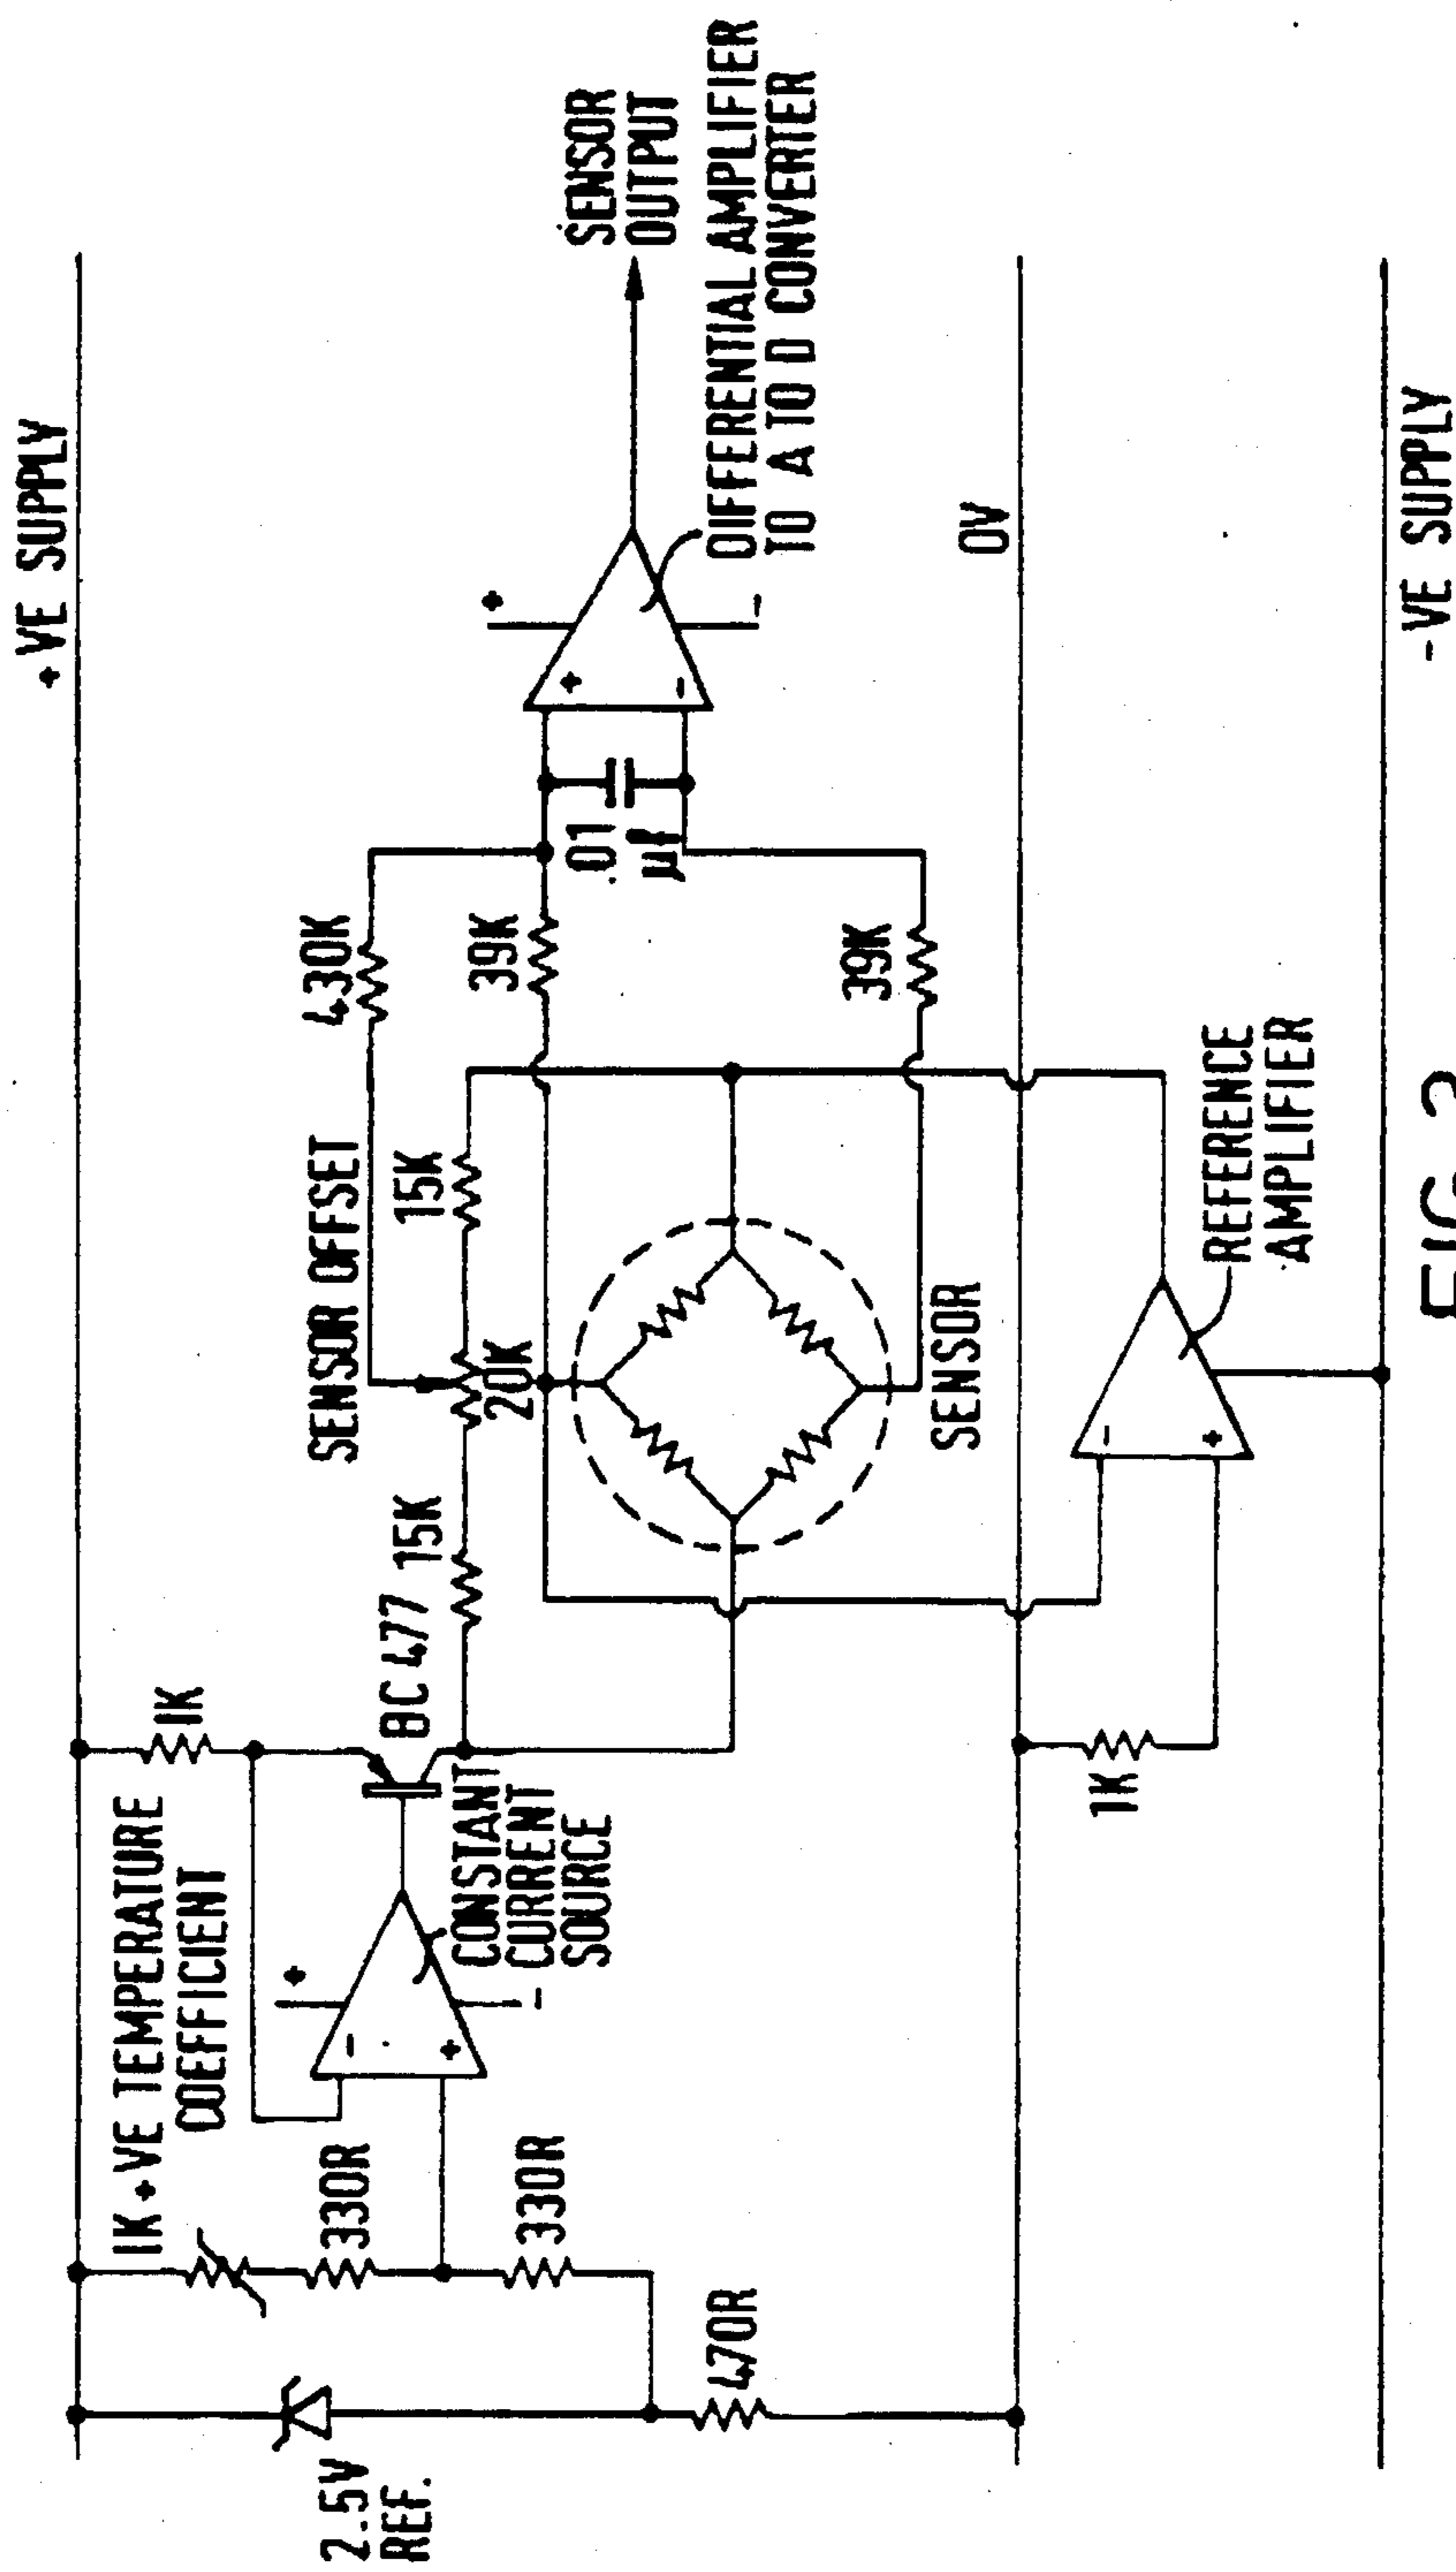 +VE SUPPLY
1K +VE TEMPERATURE
COEFFICIENT
1K
2.5V
REF.
330R
330R
470R
CONSTANT
CURRENT
SOURCE
BC 477
15K
SENSOR OFFSET
20K
15K
430K
39K
39K
.01
µf
+
-
+
-
+
-
+
-
SENSOR
OUTPUT
DIFFERENTIAL AMPLIFIER
TO A TO D CONVERTER
SENSOR
0V
1K
-
+
REFERENCE
AMPLIFIER
-VE SUPPLY
FIG